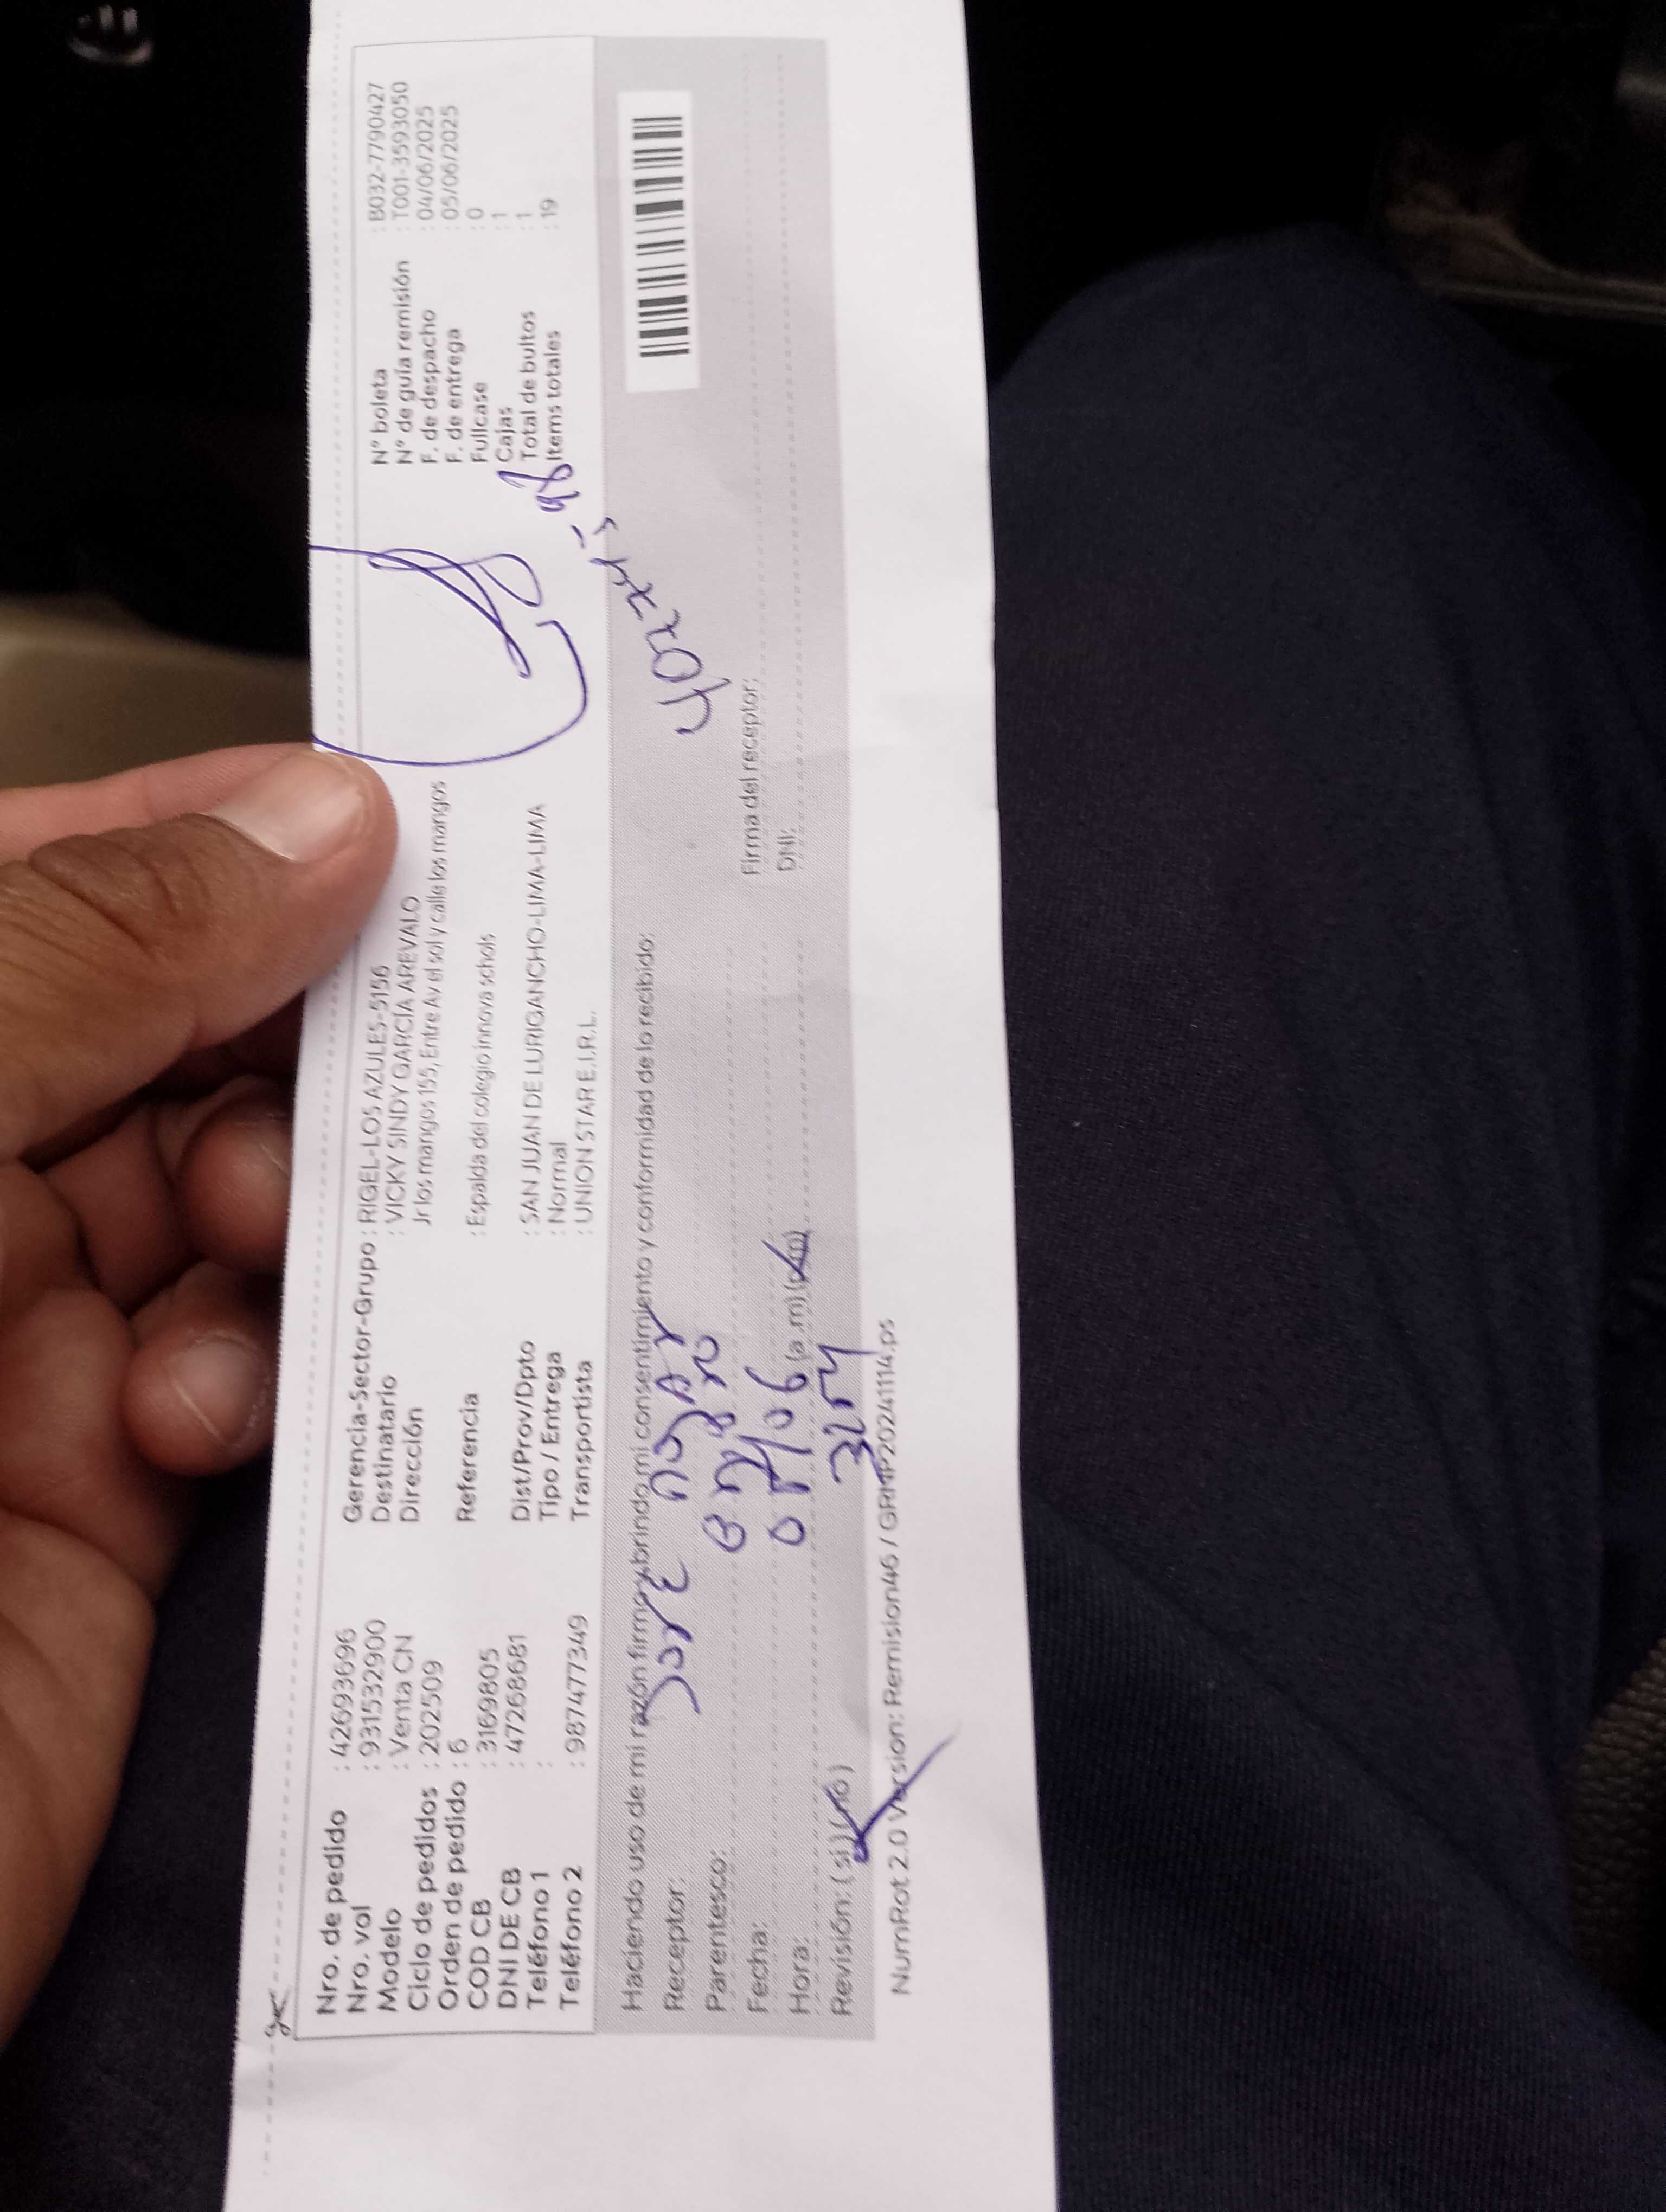 Nro. de pedido : 42693696
Nro. vol : 931532900
Modelo : Venta CN
Ciclo de pedidos : 202509
Orden de pedido : 6
COD CB : 3169805
DNI DE CB : 47268681
Teléfono 1 :
Teléfono 2 : 987477349
Gerencia-Sector-Grupo : RIGEL-LOS AZULES-5156
Destinatario : VICKY SINDY GARCÍA AREVALO
Dirección Jr los mangos 155, Entre Av el sol y calle los mangos
Referencia : Espalda del colegio innova schols
Dist/Prov/Dpto : SAN JUAN DE LURIGANCHO-LIMA-LIMA
Tipo / Entrega : Normal
Transportista : UNION STAR E.I.R.L.
N° boleta : B032-7790427
N° de guía remisión : T001-3593050
F. de despacho : 04/06/2025
F. de entrega : 05/06/2025
Fullcase : 0
Cajas : 1
Total de bultos : 1
Items totales : 19
Haciendo uso de mi razón firmo y brindo mi consentimiento y conformidad de lo recibido:
Receptor:
Parentesco:
Fecha: 05/06
Hora: (a.m) (p.m)
Revisión: (si) (no)
Firma del receptor:
DNI:
NumRot 2.0 Version: Remision46 / GRMP20241114.ps